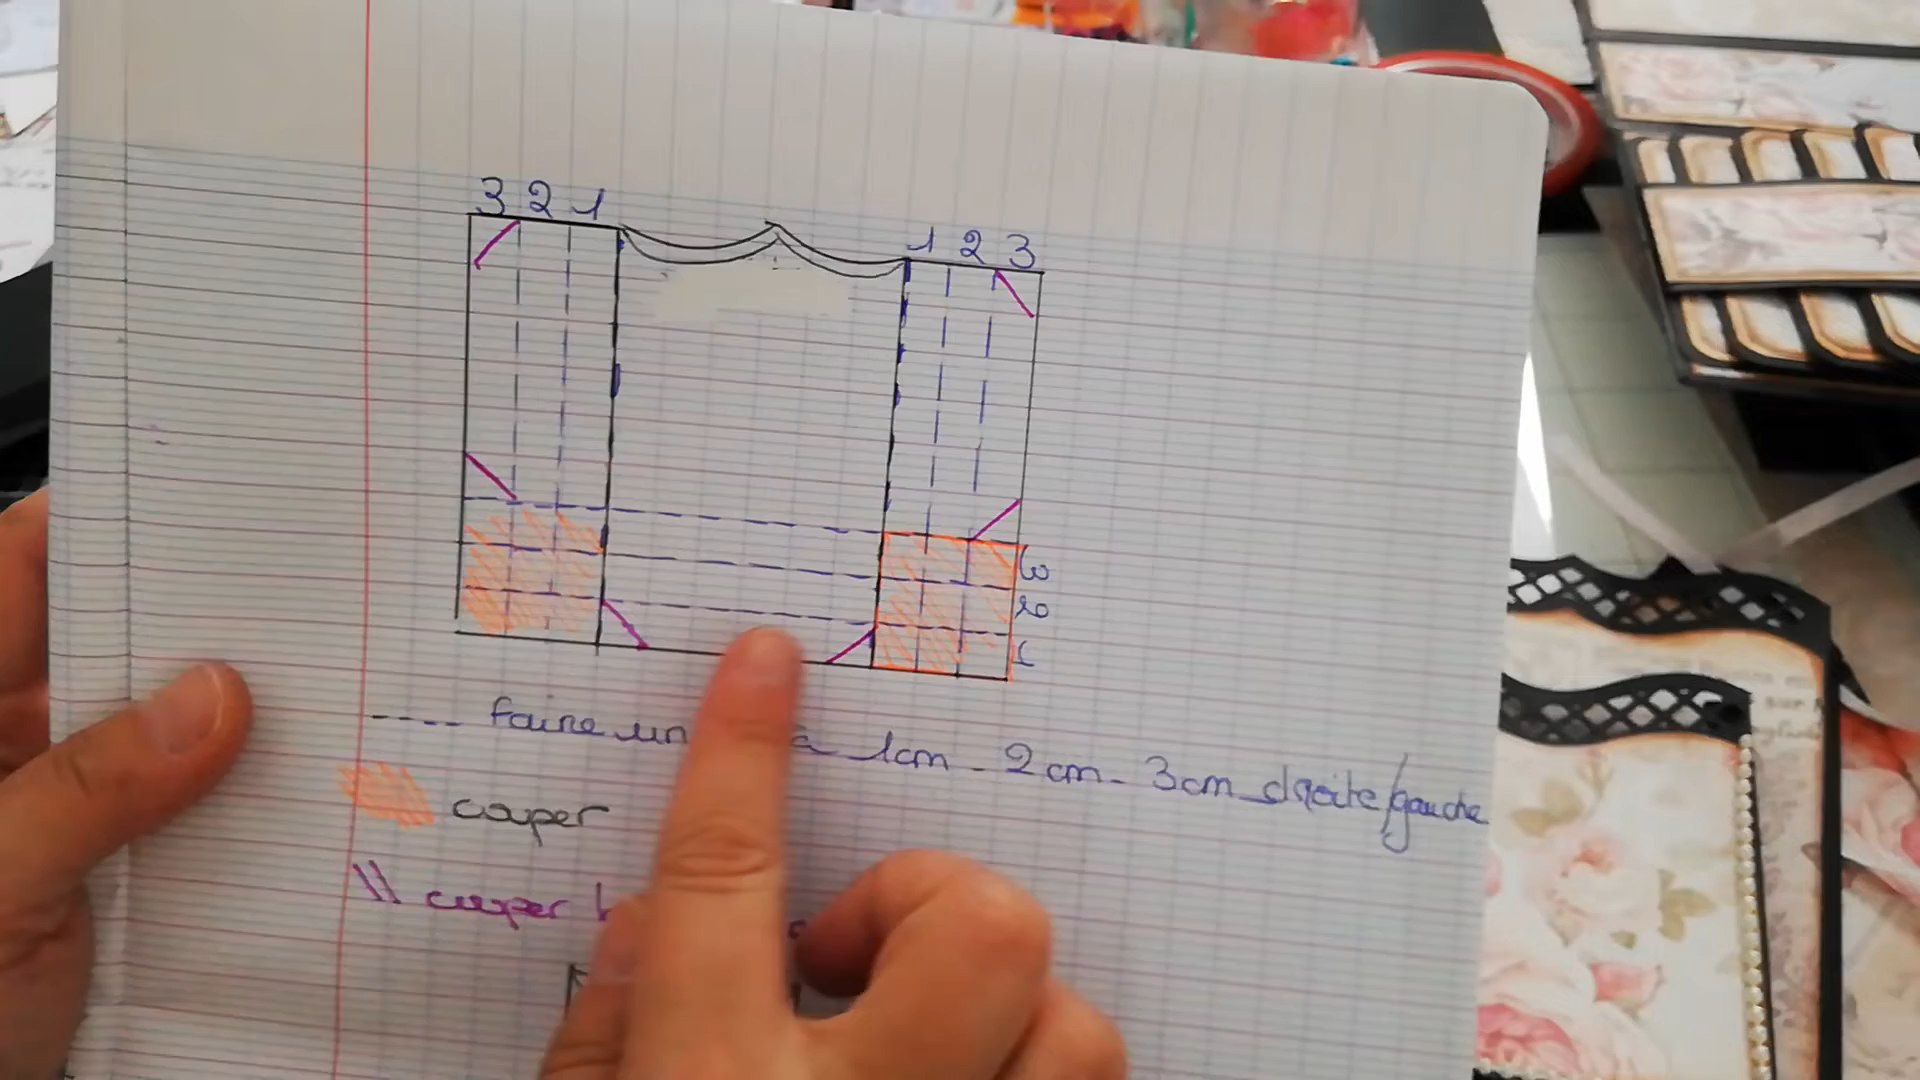 3 2 1
1 2 3
3
2
1
---- faire un à 1cm - 2cm - 3cm droite/gauche
couper
couper